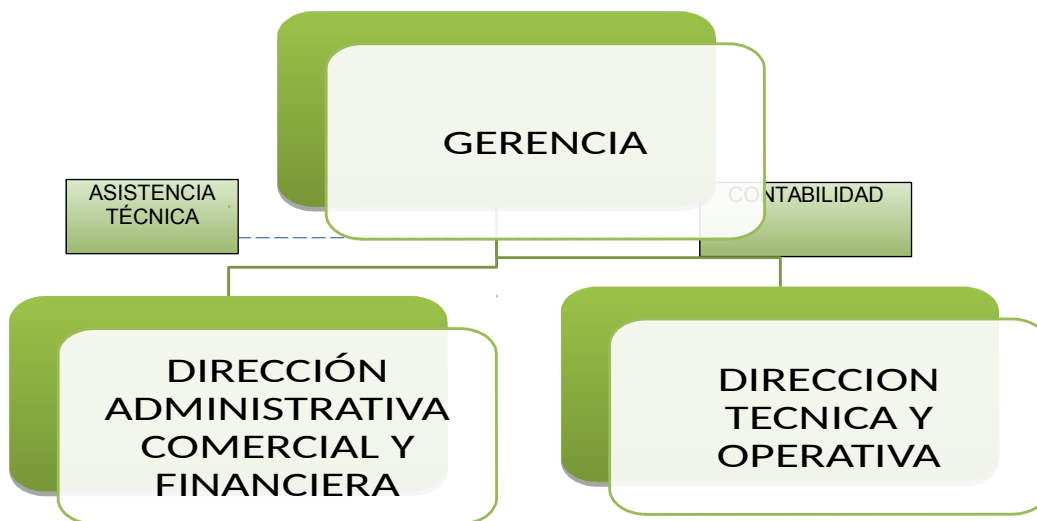 GERENCIA
ASISTENCIA
TÉCNICA
CONTABILIDAD
DIRECCIÓN
ADMINISTRATIVA
COMERCIAL Y
FINANCIERA
DIRECCION
TECNICA Y
OPERATIVA